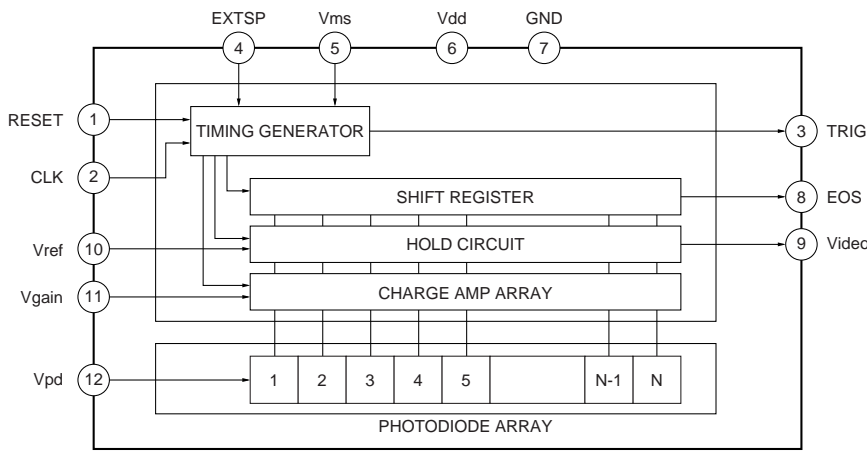 EXTSP Vms Vdd GND
4 5 6 7
RESET 1 TIMING GENERATOR 3 TRIG
CLK 2
SHIFT REGISTER 8 EOS
Vref 10 HOLD CIRCUIT 9 Video
Vgain 11 CHARGE AMP ARRAY
Vpd 12 1 2 3 4 5 N-1 N
PHOTODIODE ARRAY